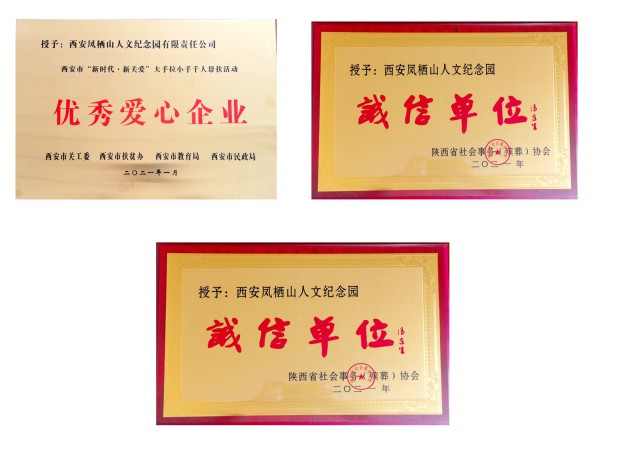 授予：西安凤栖山人文纪念园有限责任公司
西安市“新时代·新关爱”大手拉小手千人帮扶活动
优秀爱心企业
西安市关工委 西安市扶贫办 西安市教育局 西安市民政局
二〇二一年一月
授予：西安凤栖山人文纪念园
誠信単位
陕西省社会事务（殡葬）协会
二〇二一年
授予：西安凤栖山人文纪念园
誠信単位
陕西省社会事务（殡葬）协会
二〇二一年